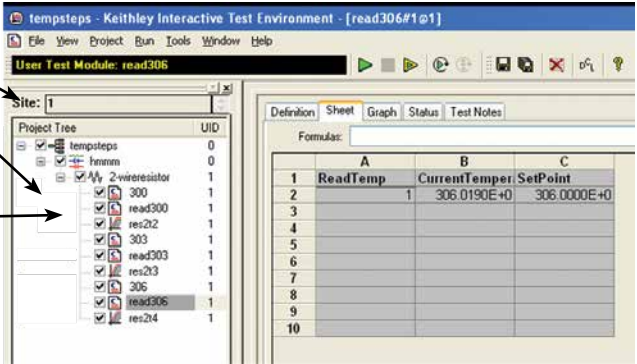 tempsteps - Keithley Interactive Test Environment - [read306#1@1]
File View Project Run Tools Window Help
User Test Module: read306
Site: 1
Project Tree UID
tempsteps 0
hmmm 0
2-wireresistor 1
300 1
read300 1
res2t2 1
303 1
read303 1
res2t3 1
306 1
read306 1
res2t4 1
Definition Sheet Graph Status Test Notes
Formulas:
A B C
1 ReadTemp CurrentTemper SetPoint
2 1 306.0190E+0 306.0000E+0
3
4
5
6
7
8
9
10